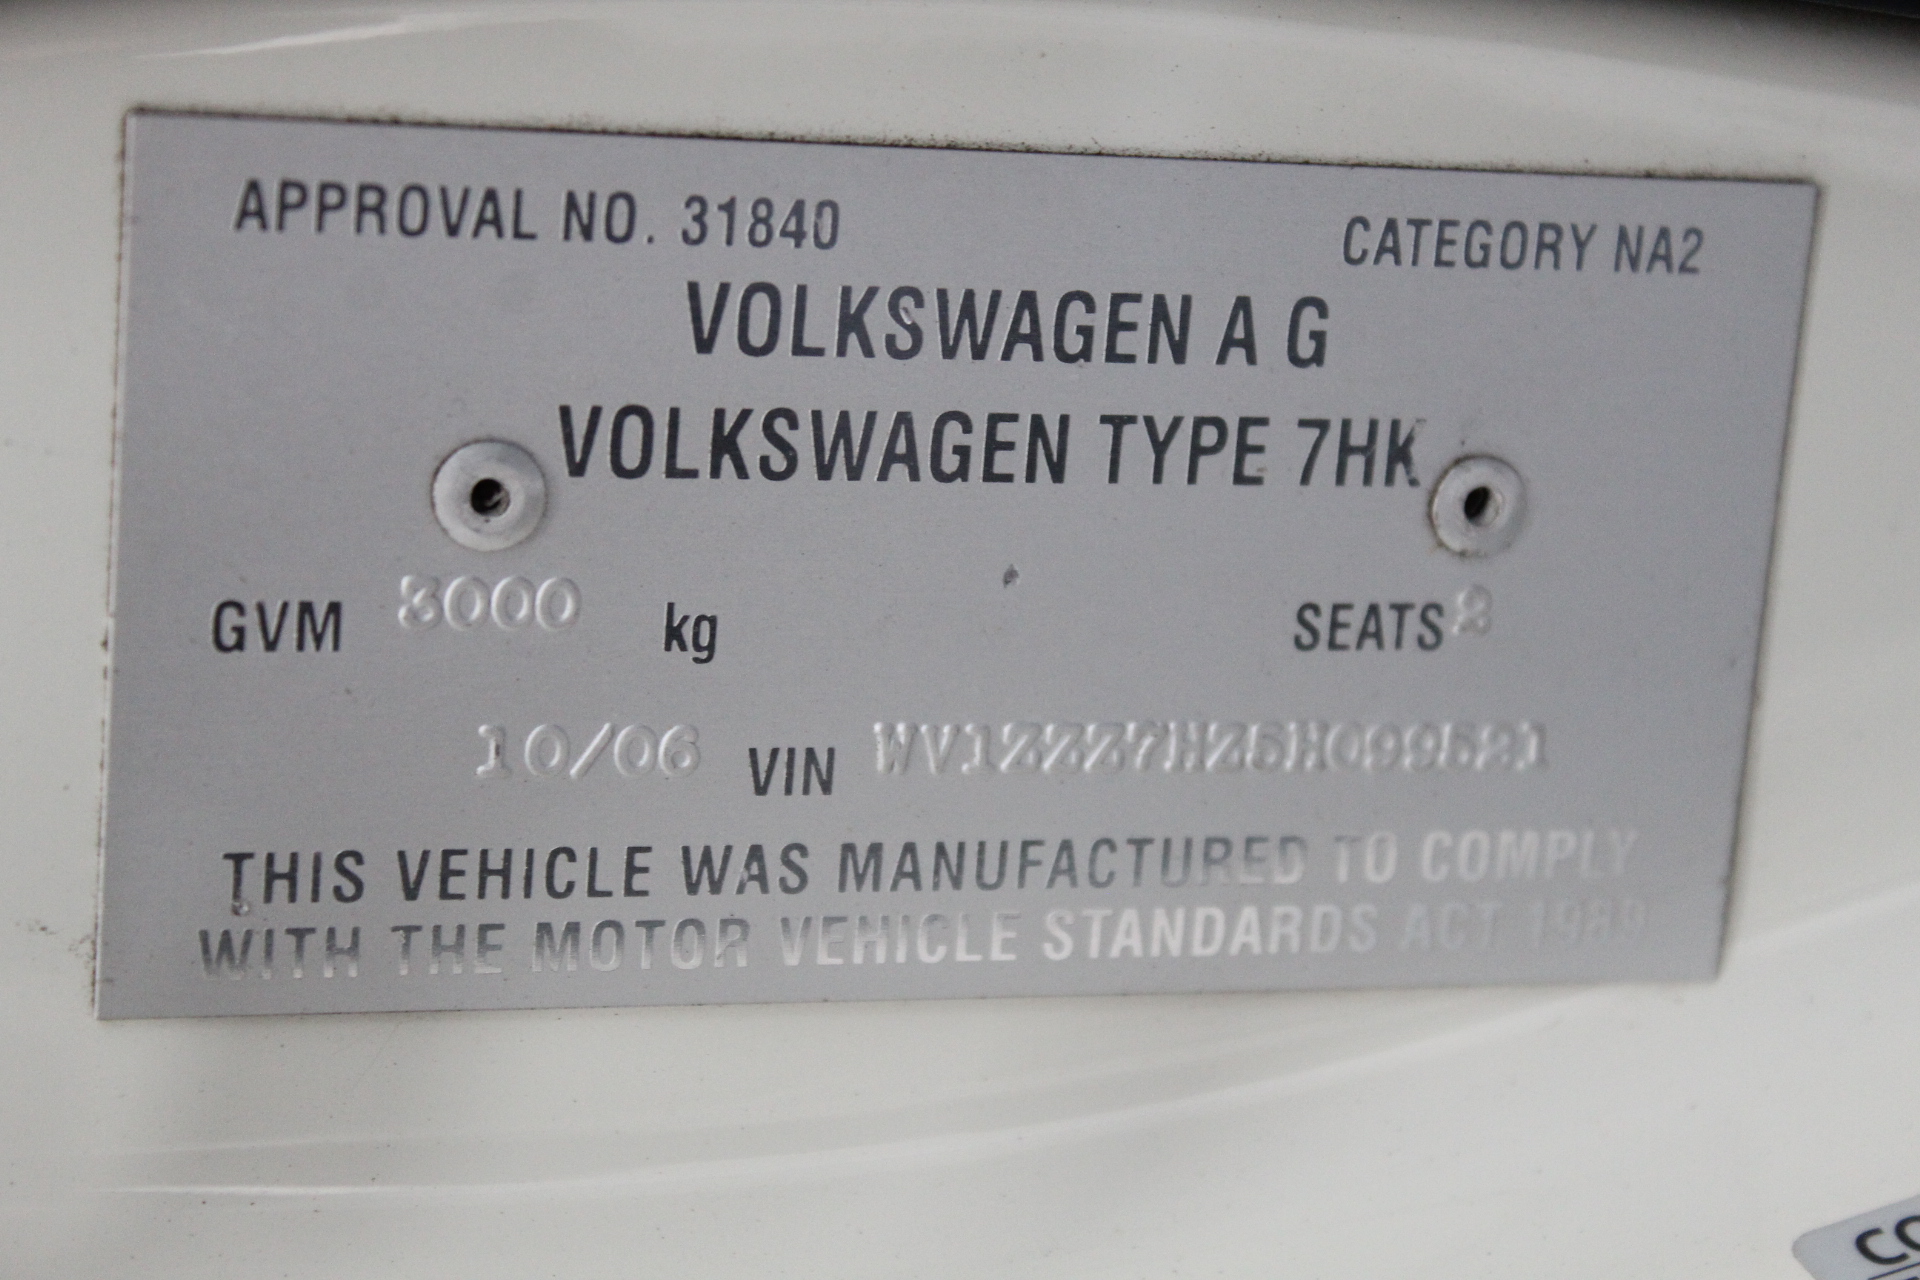 APPROVAL NO. 31840 CATEGORY NA2
VOLKSWAGEN A G
VOLKSWAGEN TYPE 7HK
GVM 3000 kg SEATS
10/06 VIN
THIS VEHICLE WAS MANUFACTURED TO COMPLY
WITH THE MOTOR VEHICLE STANDARDS ACT 1989